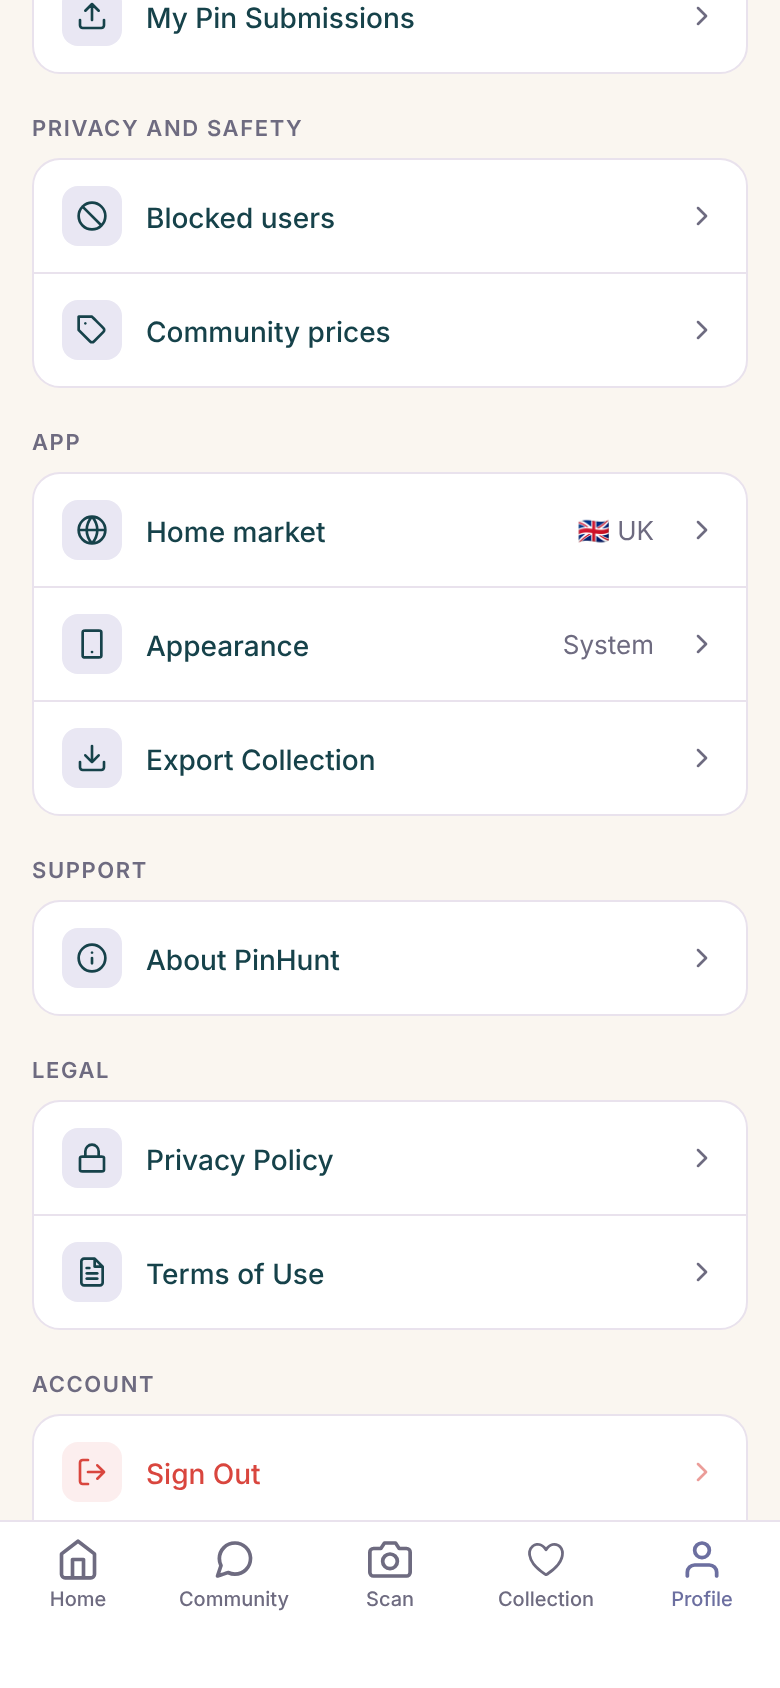 My Pin Submissions
PRIVACY AND SAFETY
Blocked users
Community prices
APP
Home market 🇬🇧 UK
Appearance System
Export Collection
SUPPORT
About PinHunt
LEGAL
Privacy Policy
Terms of Use
ACCOUNT
Sign Out
Home Community Scan Collection Profile